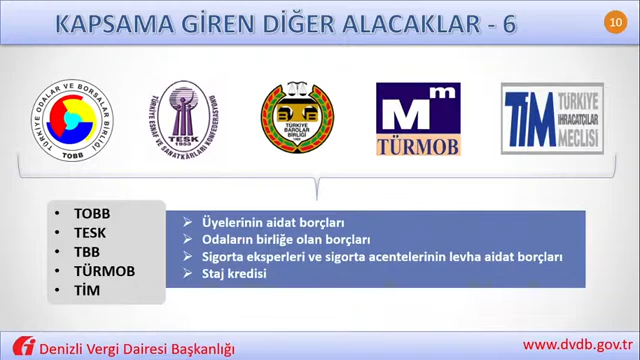 KAPSAMA GİREN DİĞER ALACAKLAR - 6
10
TÜRKİYE ODALAR VE BORSALAR BİRLİĞİ
TOBB
TÜRKİYE ESNAF VE SANATKÂRLARI KONFEDERASYONU
TESK
1953
TÜRKİYE
BAROLAR
BİRLİĞİ
Mm
TÜRMOB
TİM
TÜRKİYE
İHRACATÇILAR
MECLİSİ
• TOBB
• TESK
• TBB
• TÜRMOB
• TİM
➢ Üyelerinin aidat borçları
➢ Odaların birliğe olan borçları
➢ Sigorta eksperleri ve sigorta acentelerinin levha aidat borçları
➢ Staj kredisi
Denizli Vergi Dairesi Başkanlığı
www.dvdb.gov.tr